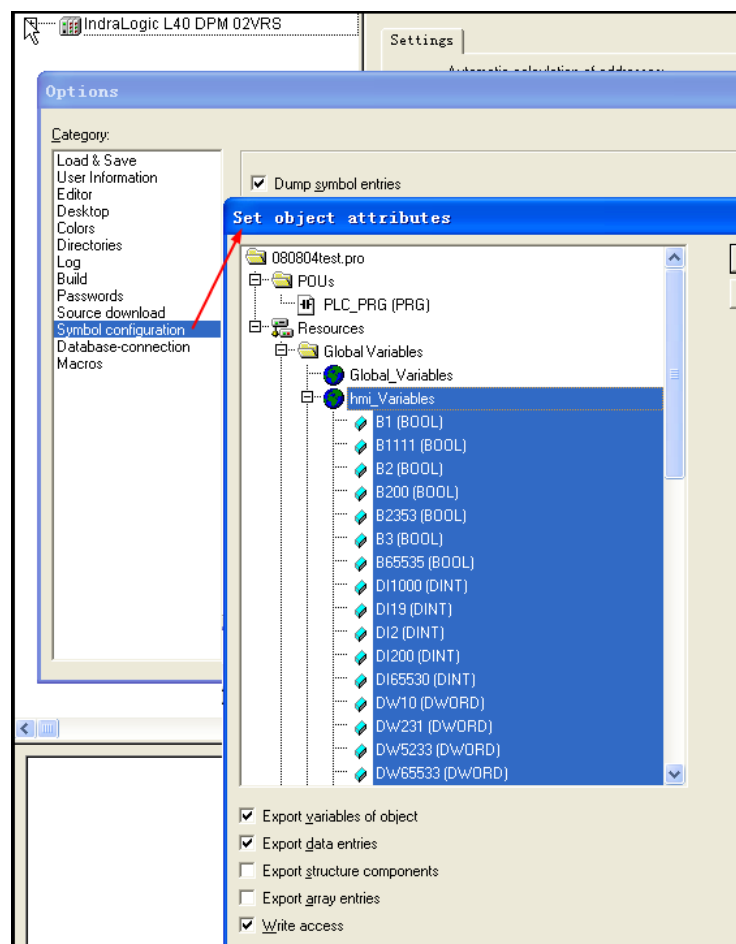 IndraLogic L40 DPM 02VRS
Settings
Options
Category:
Load & Save
User Information
Editor
Desktop
Colors
Directories
Log
Build
Passwords
Source download
Symbol configuration
Database-connection
Macros
Dump symbol entries
Set object attributes
080804test.pro
POUs
PLC_PRG (PRG)
Resources
Global Variables
Global_Variables
hmi_Variables
B1 (BOOL)
B1111 (BOOL)
B2 (BOOL)
B200 (BOOL)
B2353 (BOOL)
B3 (BOOL)
B65535 (BOOL)
DI1000 (DINT)
DI19 (DINT)
DI2 (DINT)
DI200 (DINT)
DI65530 (DINT)
DW10 (DWORD)
DW231 (DWORD)
DW5233 (DWORD)
DW65533 (DWORD)
Export variables of object
Export data entries
Export structure components
Export array entries
Write access